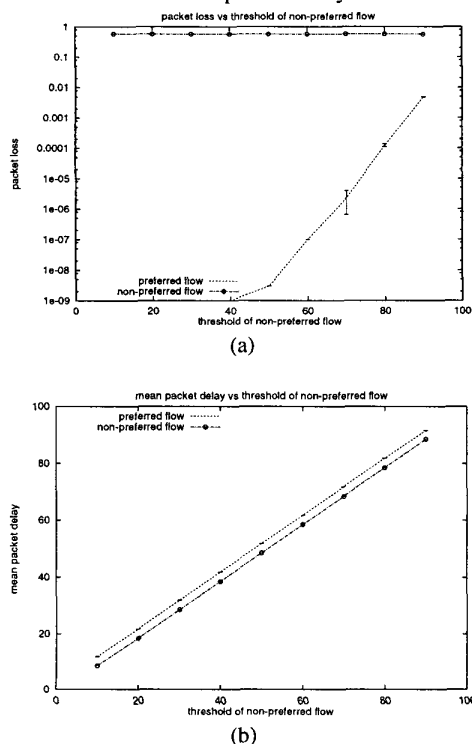 packet loss vs threshold of non-preferred flow
1
0.1
0.01
0.001
0.0001
1e-05
1e-06
1e-07
1e-08
1e-09
packet loss
preferred flow
non-preferred flow
0 20 40 60 80 100
threshold of non-preferred flow
(a)
mean packet delay vs threshold of non-preferred flow
100
80
60
40
20
0
mean packet delay
preferred flow
non-preferred flow
0 20 40 60 80 100
threshold of non-preferred flow
(b)